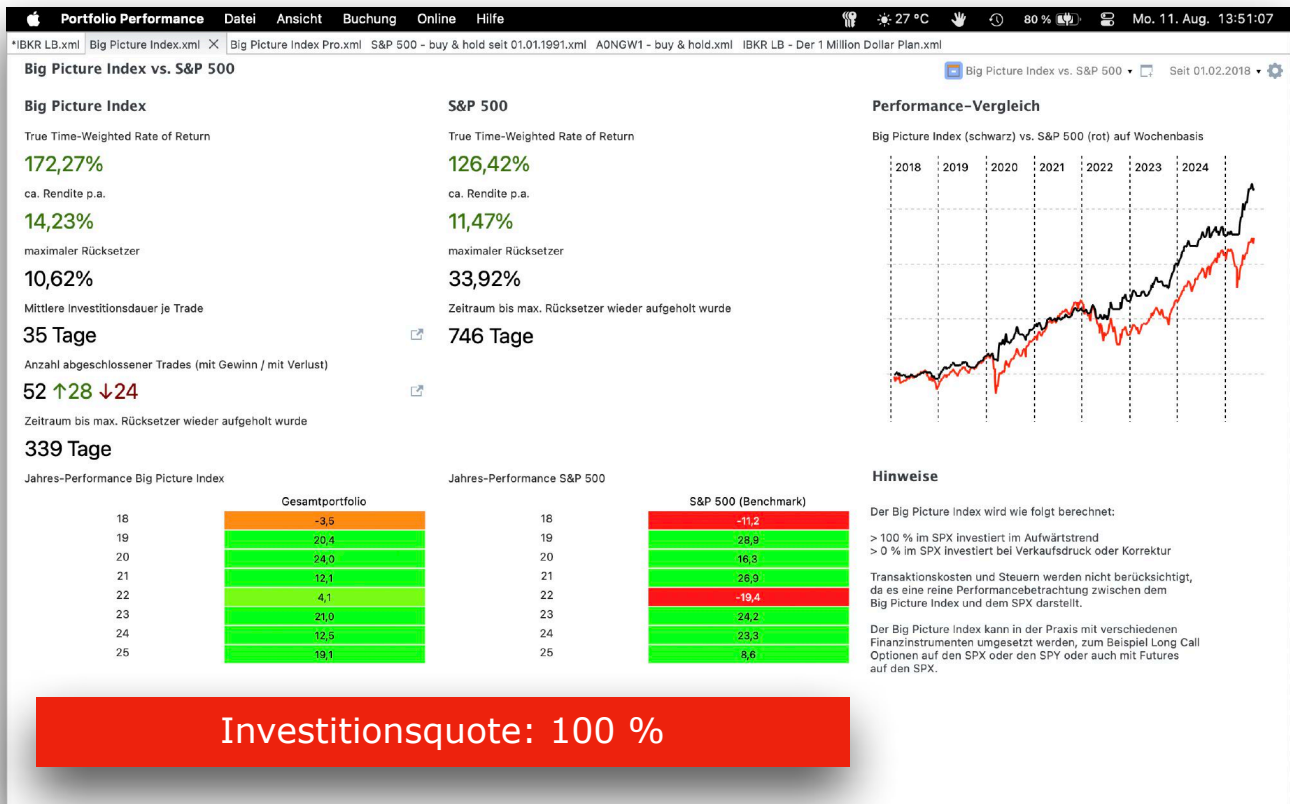 Portfolio Performance Datei Ansicht Buchung Online Hilfe 27 °C 80 % Mo. 11. Aug. 13:51:07
*IBKR LB.xml Big Picture Index.xml Big Picture Index Pro.xml S&P 500 - buy & hold seit 01.01.1991.xml A0NGW1 - buy & hold.xml IBKR LB - Der 1 Million Dollar Plan.xml
Big Picture Index vs. S&P 500
Big Picture Index vs. S&P 500 Seit 01.02.2018
Big Picture Index
True Time-Weighted Rate of Return
172,27%
ca. Rendite p.a.
14,23%
maximaler Rücksetzer
10,62%
Mittlere Investitionsdauer je Trade
35 Tage
Anzahl abgeschlossener Trades (mit Gewinn / mit Verlust)
52 ↑28 ↓24
Zeitraum bis max. Rücksetzer wieder aufgeholt wurde
339 Tage
S&P 500
True Time-Weighted Rate of Return
126,42%
ca. Rendite p.a.
11,47%
maximaler Rücksetzer
33,92%
Zeitraum bis max. Rücksetzer wieder aufgeholt wurde
746 Tage
Performance-Vergleich
Big Picture Index (schwarz) vs. S&P 500 (rot) auf Wochenbasis
2018 2019 2020 2021 2022 2023 2024
Jahres-Performance Big Picture Index
Gesamtportfolio
18 -3,5
19 20,4
20 24,0
21 12,1
22 4,1
23 21,0
24 12,5
25 19,1
Jahres-Performance S&P 500
S&P 500 (Benchmark)
18 -11,2
19 28,9
20 16,3
21 26,9
22 -19,4
23 24,2
24 23,3
25 8,6
Hinweise
Der Big Picture Index wird wie folgt berechnet:
> 100 % im SPX investiert im Aufwärtstrend
> 0 % im SPX investiert bei Verkaufsdruck oder Korrektur
Transaktionskosten und Steuern werden nicht berücksichtigt,
da es eine reine Performancebetrachtung zwischen dem
Big Picture Index und dem SPX darstellt.
Der Big Picture Index kann in der Praxis mit verschiedenen
Finanzinstrumenten umgesetzt werden, zum Beispiel Long Call
Optionen auf den SPX oder den SPY oder auch mit Futures
auf den SPX.
Investitionsquote: 100 %